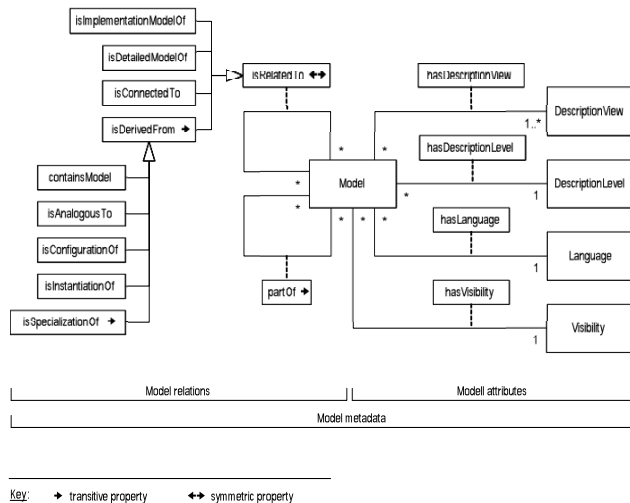 isImplementationModelOf
isDetailedModelOf
isConnectedTo
isDerivedFrom
containsModel
isAnalogousTo
isConfigurationOf
isInstantiationOf
isSpecializationOf
isRelatedTo
hasDescriptionView
DescriptionView
1..*
*
*
hasDescriptionLevel
Model
DescriptionLevel
*
*
*
1
*
*
*
hasLanguage
Language
1
partOf
hasVisibility
Visibility
1
Model relations
Modell attributes
Model metadata
Key:
transitive property
symmetric property